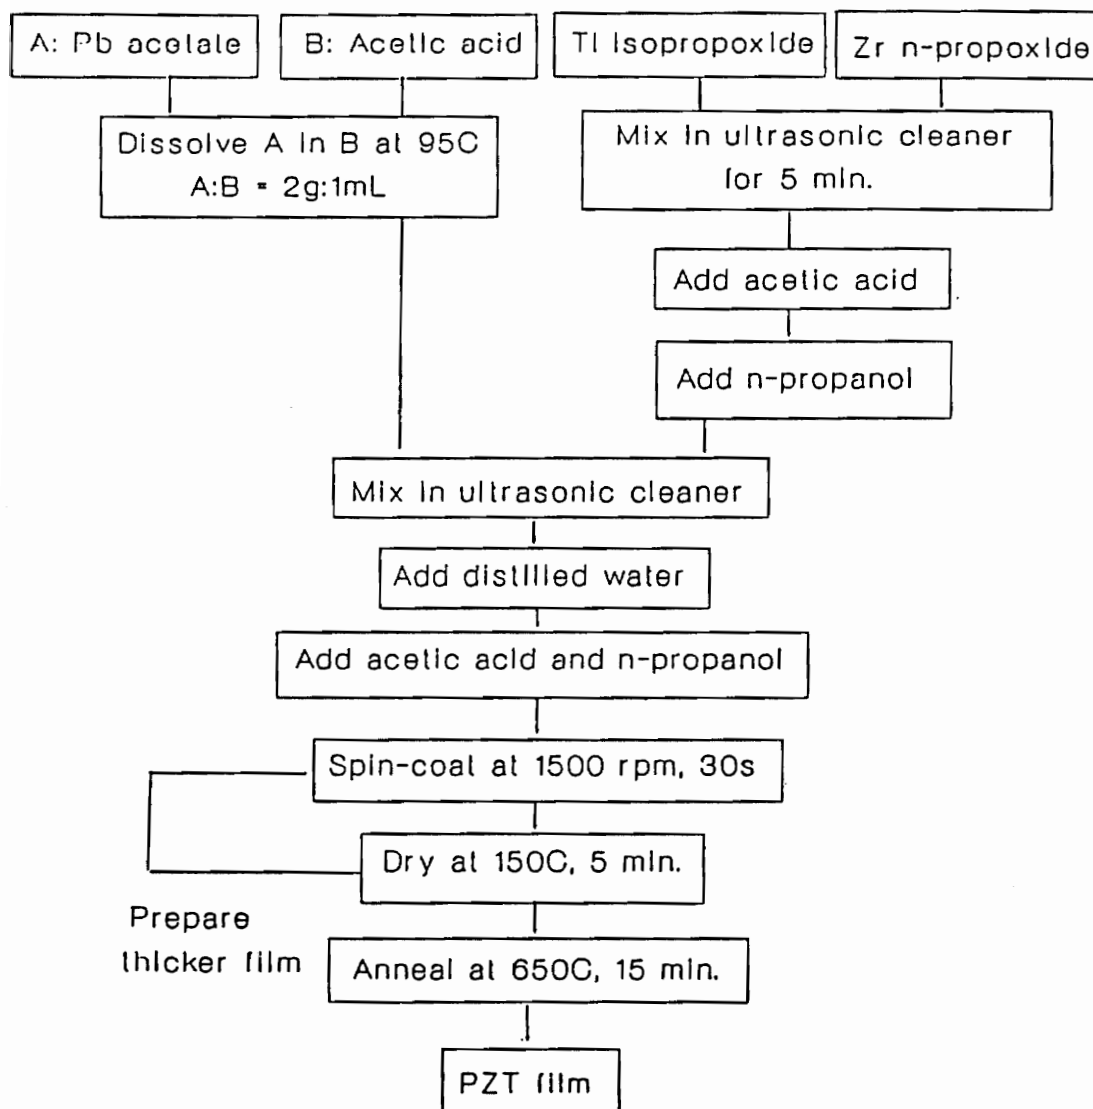 A: Pb acetate
B: Acetic acid
Ti isopropoxide
Zr n-propoxide
Dissolve A in B at 95C
A:B = 2g:1mL
Mix in ultrasonic cleaner
for 5 min.
Add acetic acid
Add n-propanol
Mix in ultrasonic cleaner
Add distilled water
Add acetic acid and n-propanol
Spin-coat at 1500 rpm, 30s
Dry at 150C, 5 min.
Prepare
thicker film
Anneal at 650C, 15 min.
PZT film